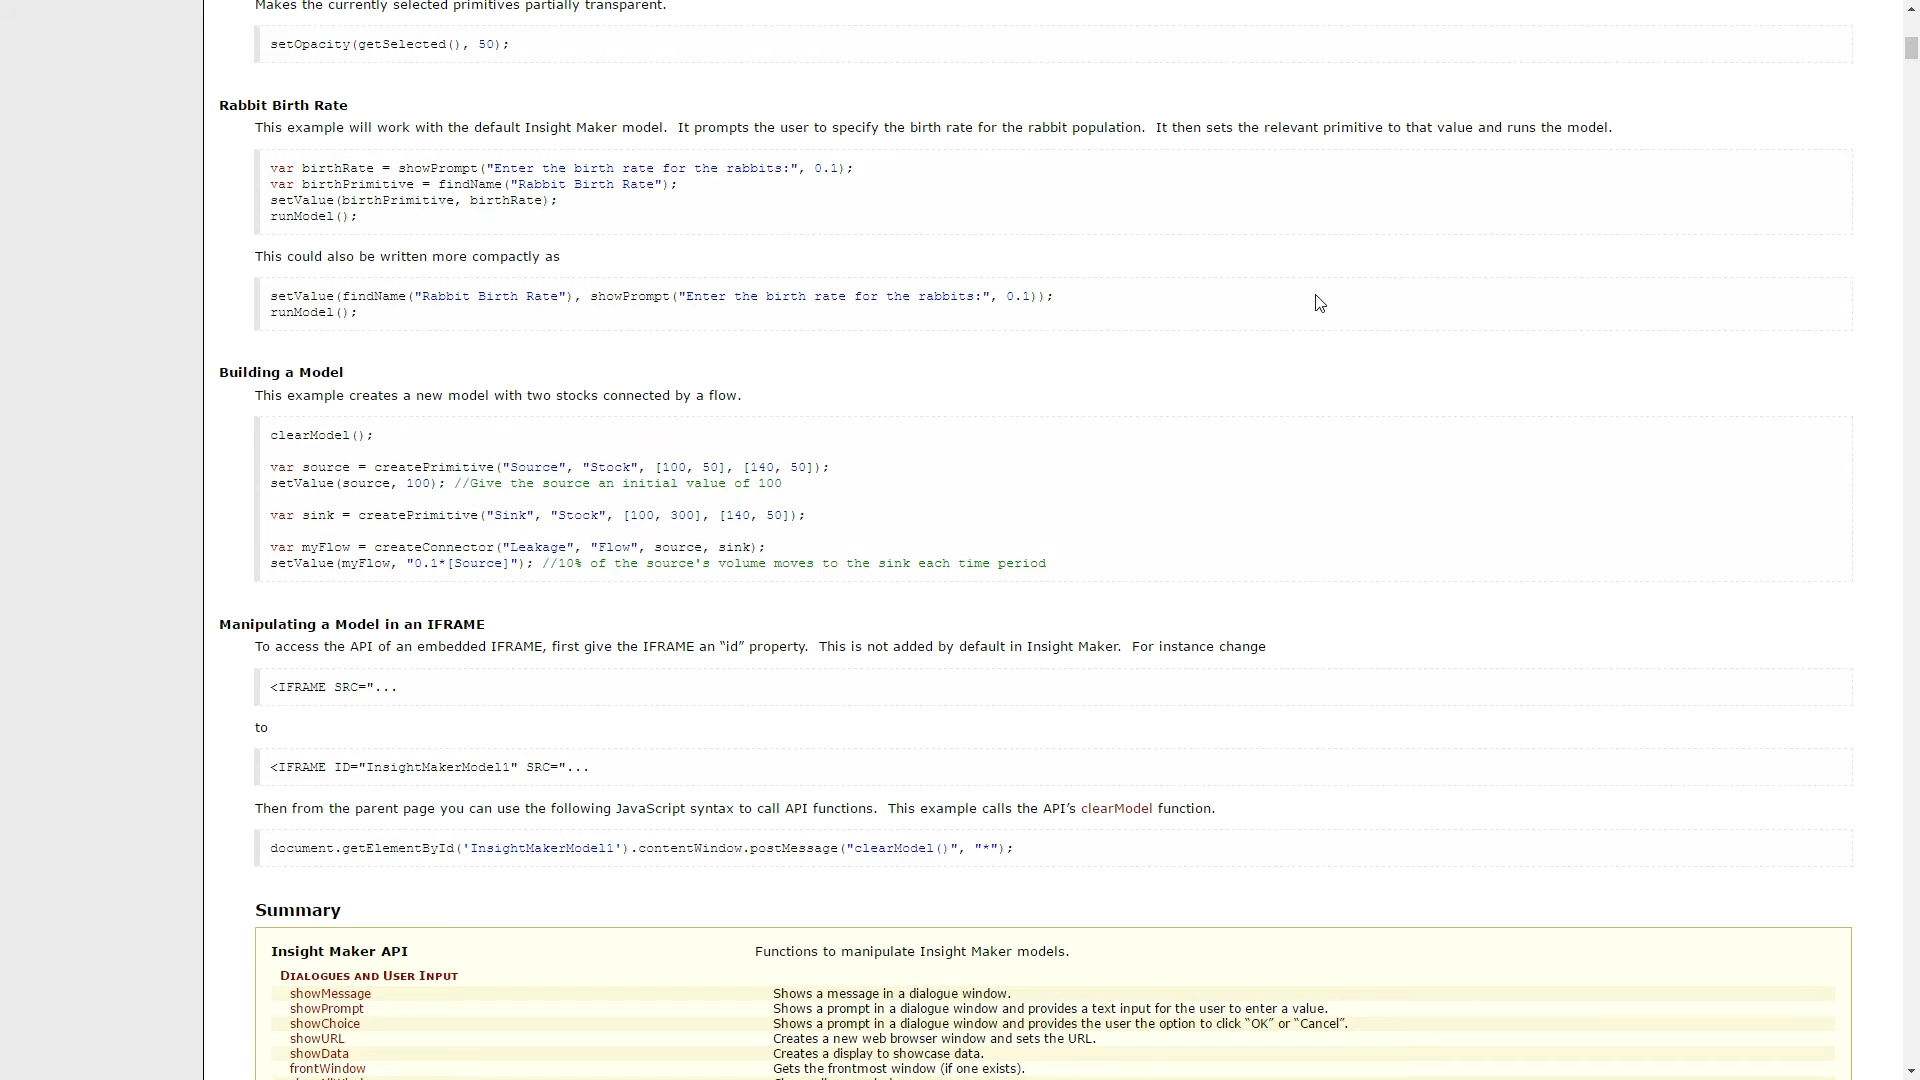 Makes the currently selected primitives partially transparent.
setOpacity(getSelected(), 50);
Rabbit Birth Rate
This example will work with the default Insight Maker model.  It prompts the user to specify the birth rate for the rabbit population.  It then sets the relevant primitive to that value and runs the model.
var birthRate = showPrompt("Enter the birth rate for the rabbits:", 0.1);
var birthPrimitive = findName("Rabbit Birth Rate");
setValue(birthPrimitive, birthRate);
runModel();
This could also be written more compactly as
setValue(findName("Rabbit Birth Rate"), showPrompt("Enter the birth rate for the rabbits:", 0.1));
runModel();
Building a Model
This example creates a new model with two stocks connected by a flow.
clearModel();
var source = createPrimitive("Source", "Stock", [100, 50], [140, 50]);
setValue(source, 100); //Give the source an initial value of 100
var sink = createPrimitive("Sink", "Stock", [100, 300], [140, 50]);
var myFlow = createConnector("Leakage", "Flow", source, sink);
setValue(myFlow, "0.1*[Source]"); //10% of the source's volume moves to the sink each time period
Manipulating a Model in an IFRAME
To access the API of an embedded IFRAME, first give the IFRAME an “id” property.  This is not added by default in Insight Maker.  For instance change
<IFRAME SRC="...
to
<IFRAME ID="InsightMakerModel1" SRC="...
Then from the parent page you can use the following JavaScript syntax to call API functions.  This example calls the API’s clearModel function.
document.getElementById('InsightMakerModel1').contentWindow.postMessage("clearModel()", "*");
Summary
Insight Maker API Functions to manipulate Insight Maker models.
DIALOGUES AND USER INPUT
showMessage Shows a message in a dialogue window.
showPrompt Shows a prompt in a dialogue window and provides a text input for the user to enter a value.
showChoice Shows a prompt in a dialogue window and provides the user the option to click “OK” or “Cancel”.
showURL Creates a new web browser window and sets the URL.
showData Creates a display to showcase data.
frontWindow Gets the frontmost window (if one exists).